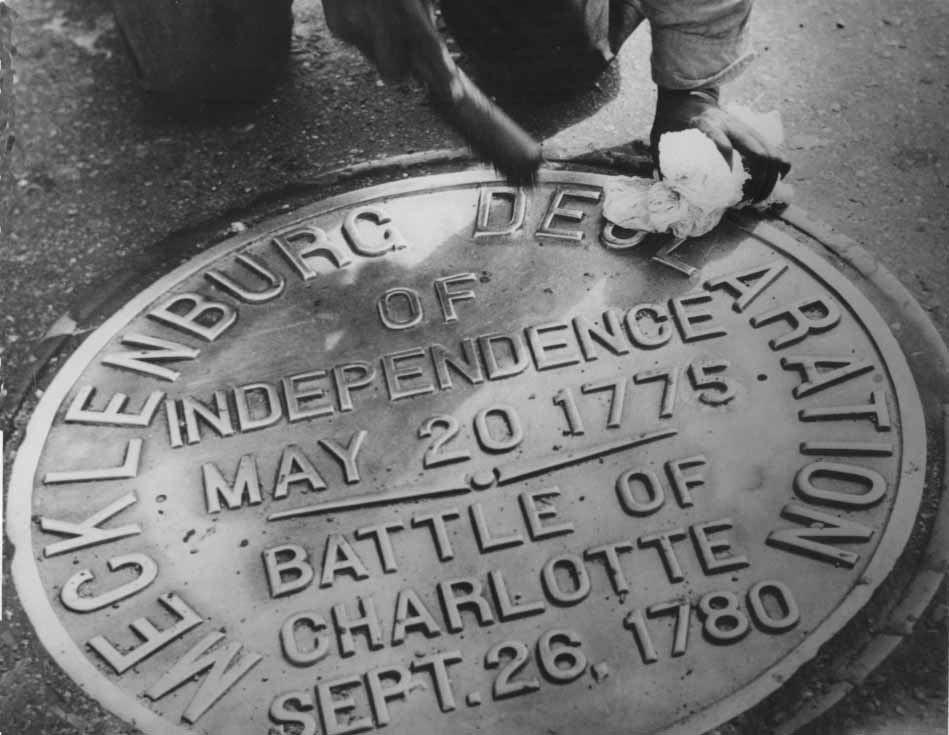 MECKLENBURG DECLARATION
OF
INDEPENDENCE
MAY 20 1775
BATTLE OF
CHARLOTTE
SEPT. 26, 1780